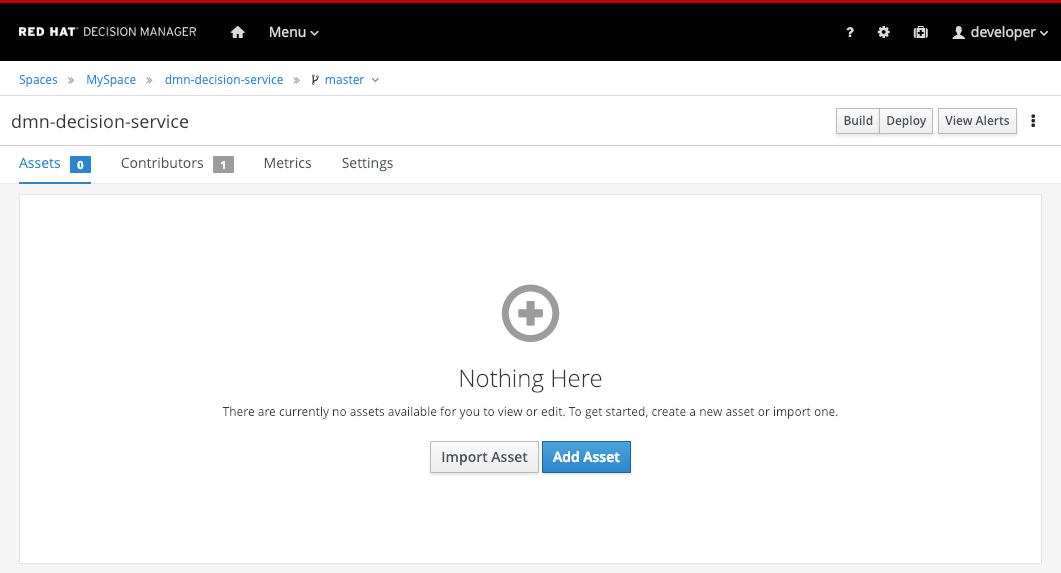 RED HAT DECISION MANAGER Menu ? developer
Spaces » MySpace » dmn-decision-service » master
dmn-decision-service Build Deploy View Alerts
Assets 0 Contributors 1 Metrics Settings
Nothing Here
There are currently no assets available for you to view or edit. To get started, create a new asset or import one.
Import Asset Add Asset